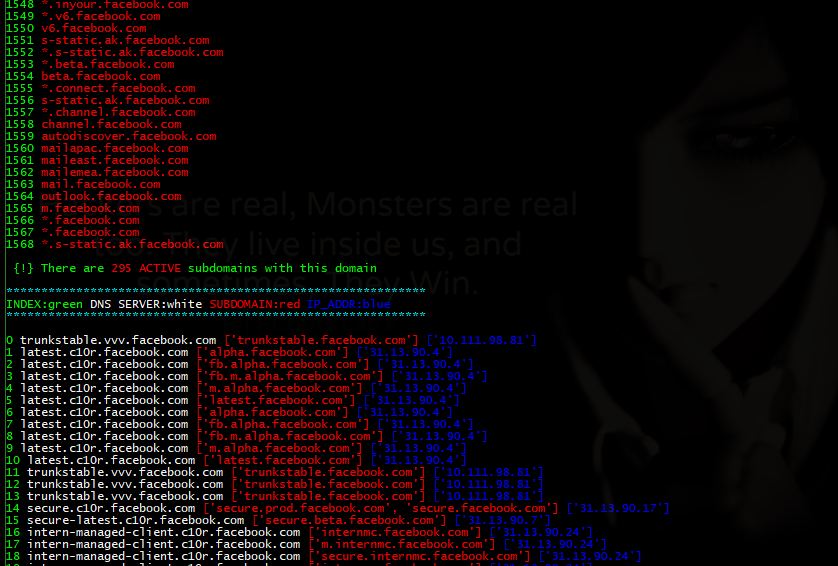 1548 *.inyour.facebook.com
1549 *.v6.facebook.com
1550 v6.facebook.com
1551 s-static.ak.facebook.com
1552 *.s-static.ak.facebook.com
1553 *.beta.facebook.com
1554 beta.facebook.com
1555 *.connect.facebook.com
1556 s-static.ak.facebook.com
1557 *.channel.facebook.com
1558 channel.facebook.com
1559 autodiscover.facebook.com
1560 mailapac.facebook.com
1561 maileast.facebook.com
1562 mailemea.facebook.com
1563 mail.facebook.com
1564 outlook.facebook.com
1565 m.facebook.com
1566 *.facebook.com
1567 *.facebook.com
1568 *.s-static.ak.facebook.com
s are real, Monsters are real
They live inside us, and
sometimes, They Win.
{!} There are 295 ACTIVE subdomains with this domain
************************************************************
INDEX:green DNS SERVER:white SUBDOMAIN:red IP_ADDR:blue
************************************************************
0 trunkstable.vvv.facebook.com ['trunkstable.facebook.com'] ['10.111.98.81']
1 latest.c10r.facebook.com ['alpha.facebook.com'] ['31.13.90.4']
2 latest.c10r.facebook.com ['fb.alpha.facebook.com'] ['31.13.90.4']
3 latest.c10r.facebook.com ['fb.m.alpha.facebook.com'] ['31.13.90.4']
4 latest.c10r.facebook.com ['m.alpha.facebook.com'] ['31.13.90.4']
5 latest.c10r.facebook.com ['latest.facebook.com'] ['31.13.90.4']
6 latest.c10r.facebook.com ['alpha.facebook.com'] ['31.13.90.4']
7 latest.c10r.facebook.com ['fb.alpha.facebook.com'] ['31.13.90.4']
8 latest.c10r.facebook.com ['fb.m.alpha.facebook.com'] ['31.13.90.4']
9 latest.c10r.facebook.com ['m.alpha.facebook.com'] ['31.13.90.4']
10 latest.c10r.facebook.com ['latest.facebook.com'] ['31.13.90.4']
11 trunkstable.vvv.facebook.com ['trunkstable.facebook.com'] ['10.111.98.81']
12 trunkstable.vvv.facebook.com ['trunkstable.facebook.com'] ['10.111.98.81']
13 trunkstable.vvv.facebook.com ['trunkstable.facebook.com'] ['10.111.98.81']
14 secure.c10r.facebook.com ['secure.prod.facebook.com', 'secure.facebook.com'] ['31.13.90.17']
15 secure-latest.c10r.facebook.com ['secure.beta.facebook.com'] ['31.13.90.7']
16 intern-managed-client.c10r.facebook.com ['internmc.facebook.com'] ['31.13.90.24']
17 intern-managed-client.c10r.facebook.com ['m.internmc.facebook.com'] ['31.13.90.24']
18 intern-managed-client.c10r.facebook.com ['secure.internmc.facebook.com'] ['31.13.90.24']